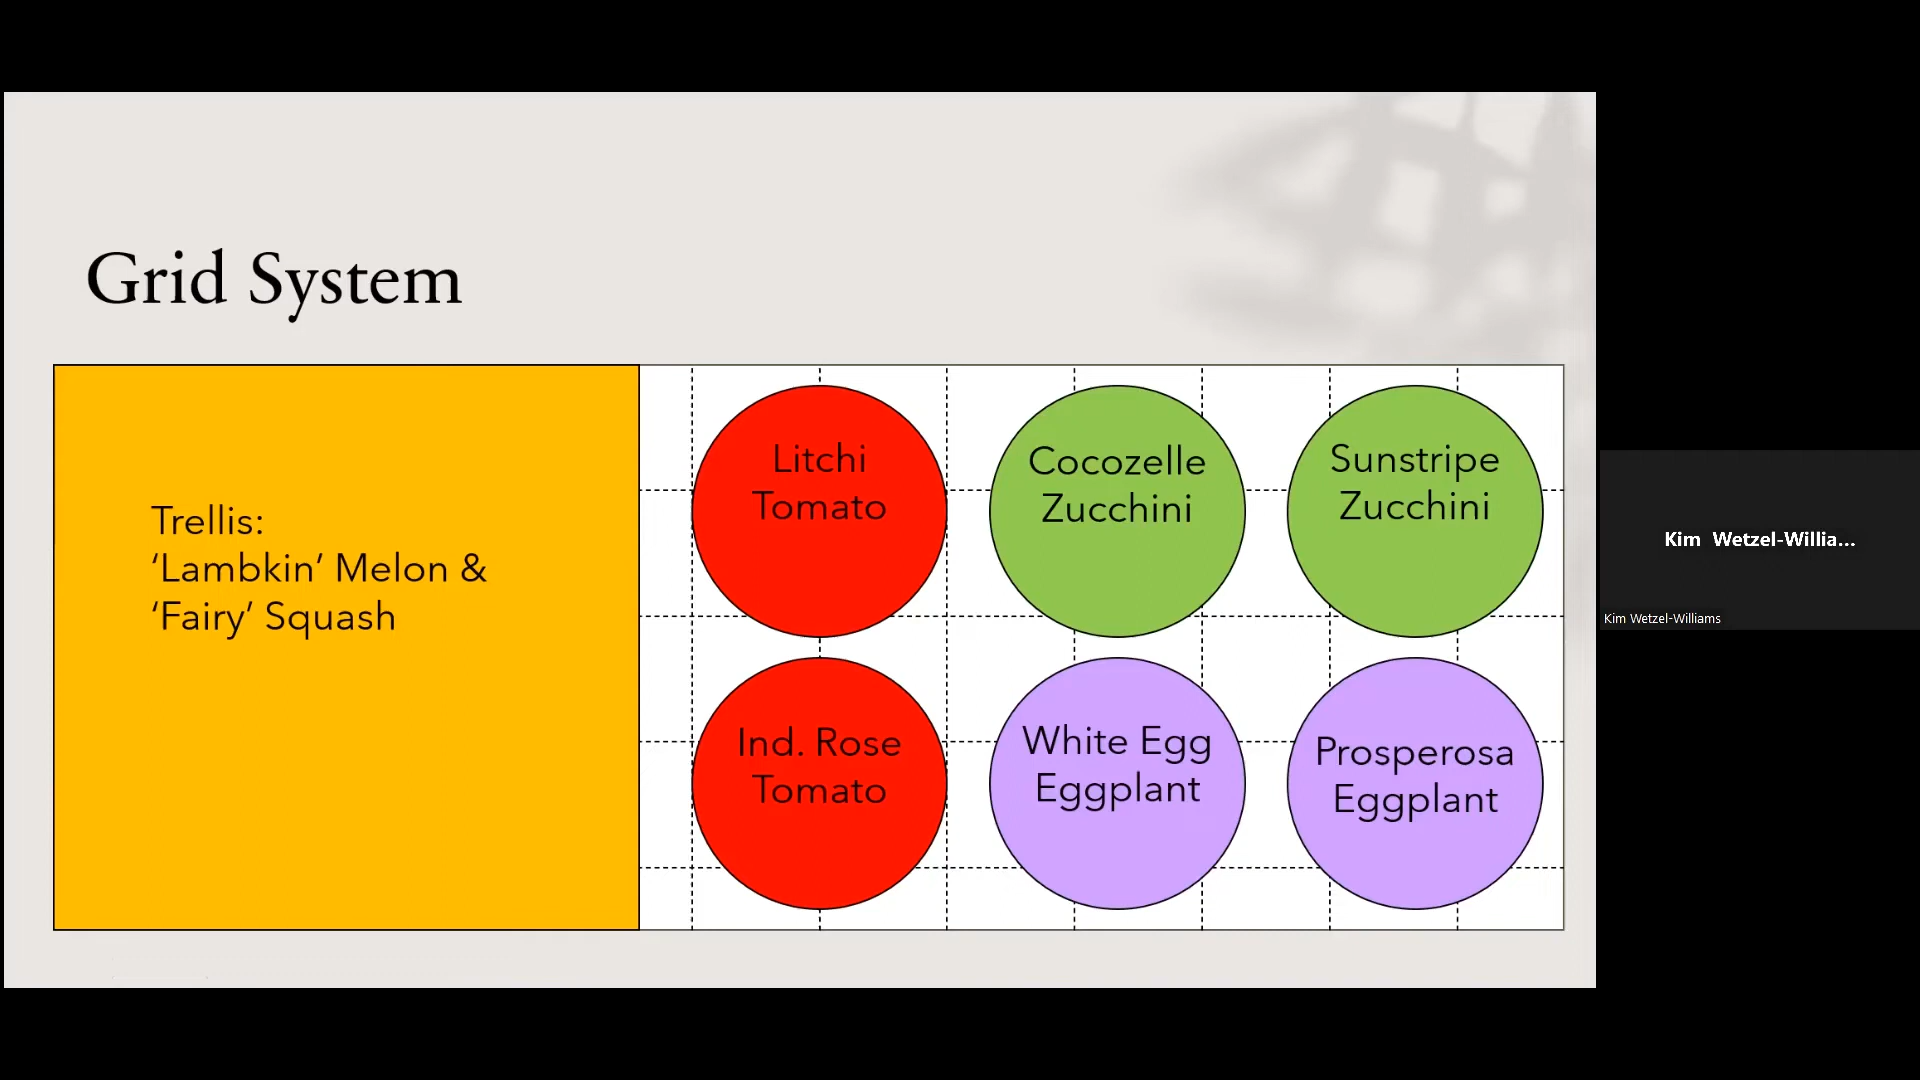 Grid System
Trellis:
‘Lambkin’ Melon &
‘Fairy’ Squash
Litchi
Tomato
Cocozelle
Zucchini
Sunstripe
Zucchini
Ind. Rose
Tomato
White Egg
Eggplant
Prosperosa
Eggplant
Kim Wetzel-Willia...
Kim Wetzel-Williams